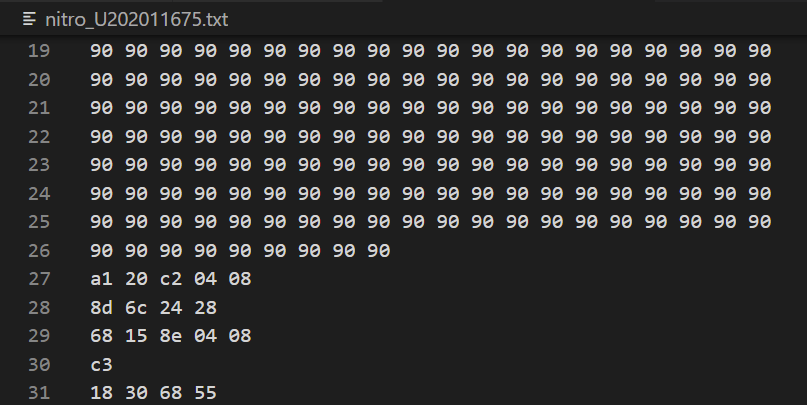 nitro_U202011675.txt
19 90 90 90 90 90 90 90 90 90 90 90 90 90 90 90 90 90 90 90 90
20 90 90 90 90 90 90 90 90 90 90 90 90 90 90 90 90 90 90 90 90
21 90 90 90 90 90 90 90 90 90 90 90 90 90 90 90 90 90 90 90 90
22 90 90 90 90 90 90 90 90 90 90 90 90 90 90 90 90 90 90 90 90
23 90 90 90 90 90 90 90 90 90 90 90 90 90 90 90 90 90 90 90 90
24 90 90 90 90 90 90 90 90 90 90 90 90 90 90 90 90 90 90 90 90
25 90 90 90 90 90 90 90 90 90 90 90 90 90 90 90 90 90 90 90 90
26 90 90 90 90 90 90 90 90 90
27 a1 20 c2 04 08
28 8d 6c 24 28
29 68 15 8e 04 08
30 c3
31 18 30 68 55